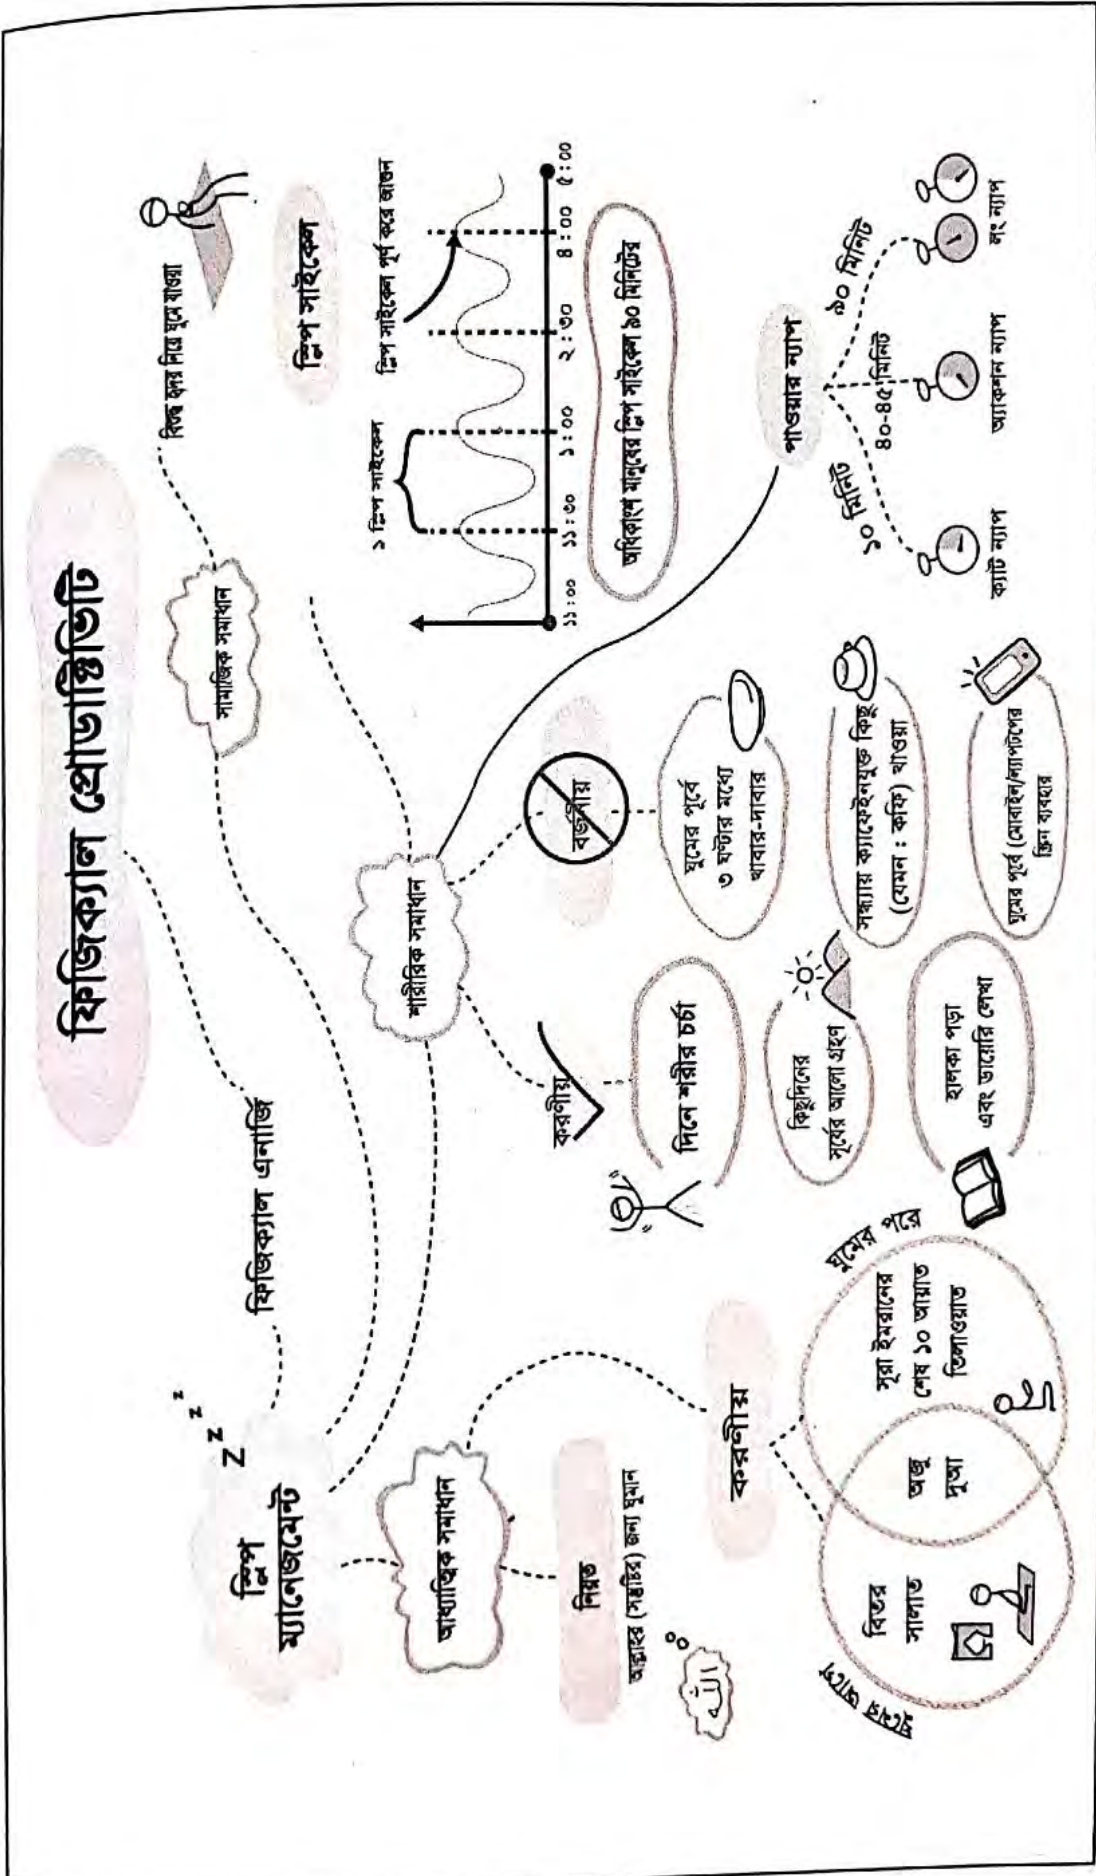 ফিজিক্যাল প্রোডাক্টিভিটি
ফিজিক্যাল এনার্জি
স্লিপ
ম্যানেজমেন্ট
Z z z z
সামাজিক সমাধান
বিশুদ্ধ হৃদয় নিয়ে ঘুমে যাওয়া
শারীরিক সমাধান
স্লিপ সাইকেল
১ স্লিপ সাইকেল
স্লিপ সাইকেল পূর্ণ করে জাগুন
১১:০০
১১:৩০
১:০০
২:৩০
৪:০০
৫:০০
অধিকাংশ মানুষের স্লিপ সাইকেল ৯০ মিনিটের
পাওয়ার ন্যাপ
১০ মিনিট
৪০-৪৫ মিনিট
৯০ মিনিট
ক্যাট ন্যাপ
অ্যাকশন ন্যাপ
লং ন্যাপ
করণীয়
দিনে শরীর চর্চা
কিছুদিনের
সূর্যের আলো গ্রহণ
হালকা পড়া
এবং ডায়েরি লেখা
বর্জনীয়
ঘুমের পূর্বে
৩ ঘণ্টার মধ্যে
খাবার-দাবার
সন্ধ্যায় ক্যাফেইনযুক্ত কিছু
(যেমন : কফি) খাওয়া
ঘুমের পূর্বে (মোবাইল/ল্যাপটপের
স্ক্রিন ব্যবহার
আধ্যাত্মিক সমাধান
নিয়ত
আল্লাহর (সন্তুষ্টির) জন্য ঘুমান
الله
করণীয়
ঘুমের আগে
বিতর
সালাত
অজু
দুআ
ঘুমের পরে
সূরা ইমরানের
শেষ ১০ আয়াত
তিলাওয়াত